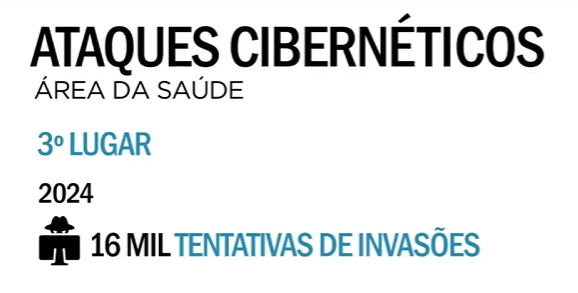 ATAQUES CIBERNÉTICOS
ÁREA DA SAÚDE
3º LUGAR
2024
16 MIL TENTATIVAS DE INVASÕES